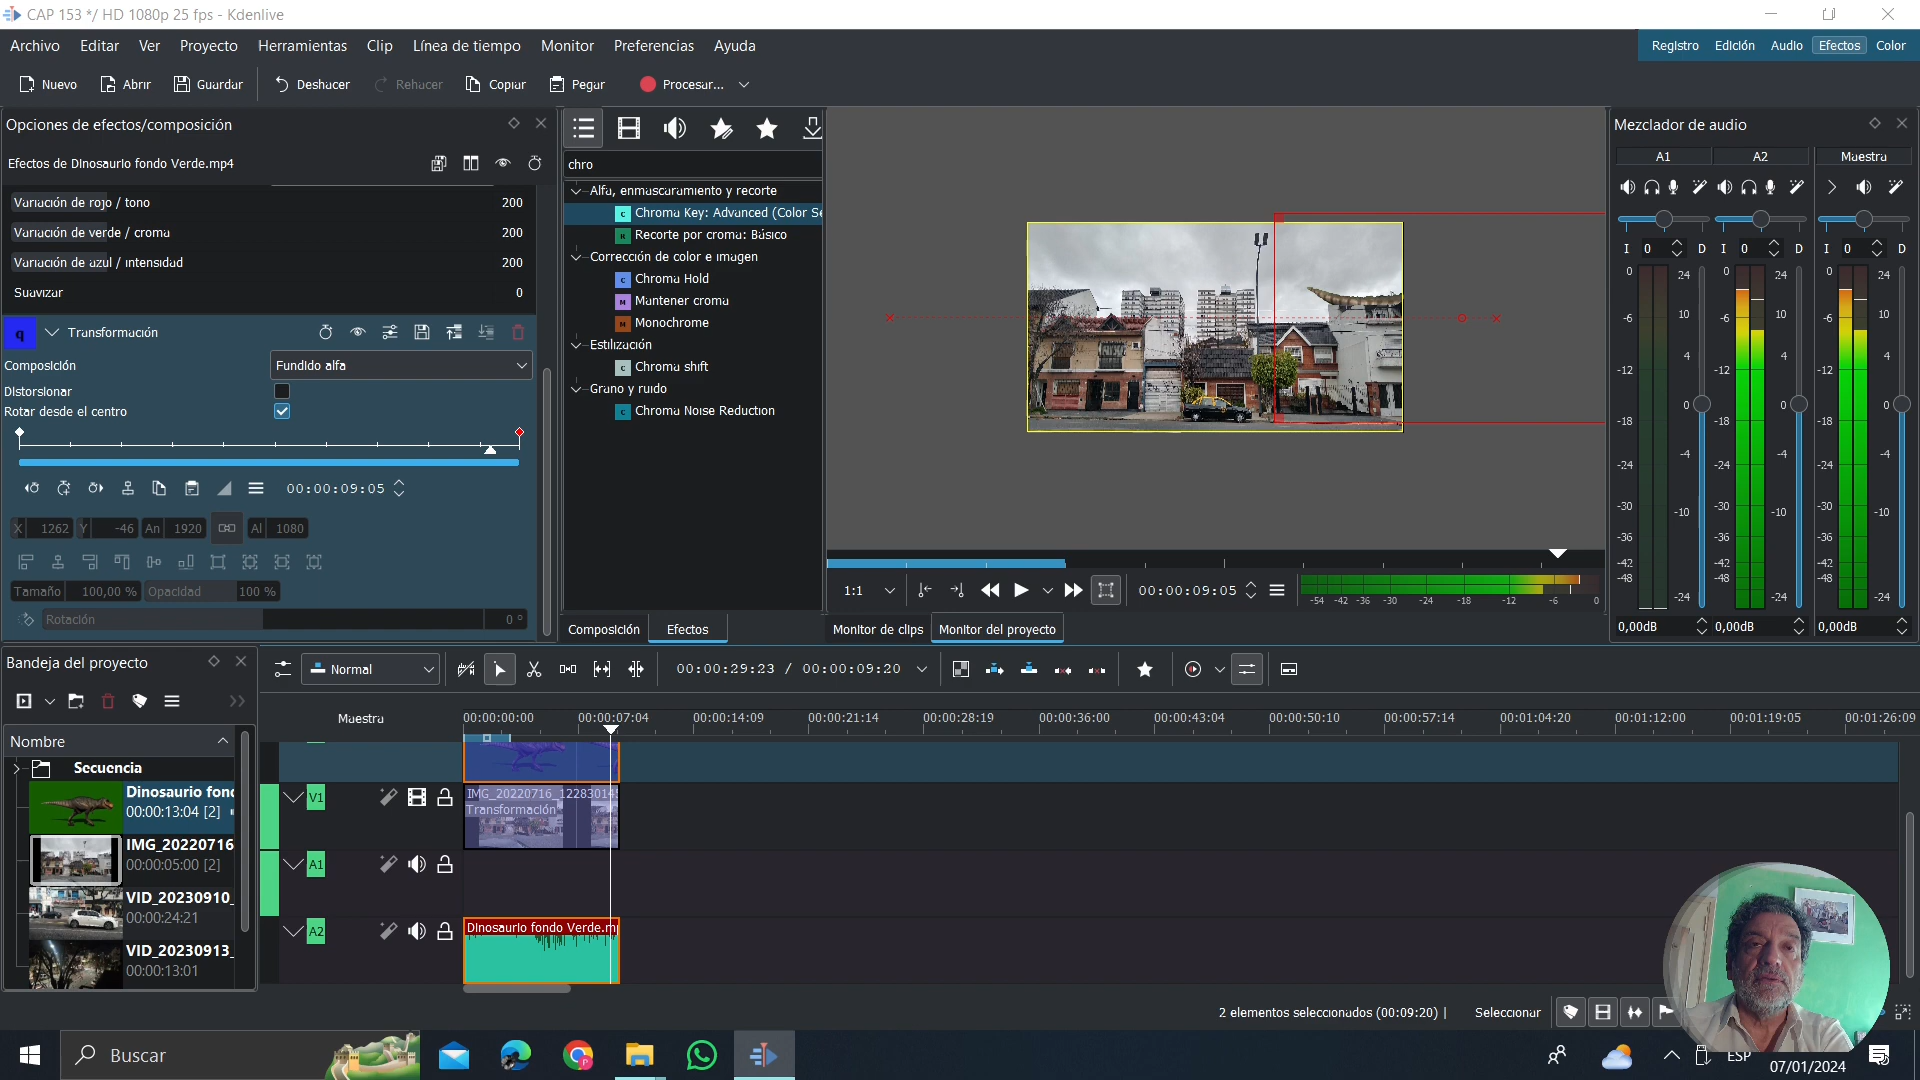 CAP 153 */ HD 1080p 25 fps - Kdenlive
Archivo Editar Ver Proyecto Herramientas Clip Línea de tiempo Monitor Preferencias Ayuda
Registro Edición Audio Efectos Color
Nuevo Abrir Guardar Deshacer Rehacer Copiar Pegar Procesar...
Opciones de efectos/composición
Efectos de Dinosaurio fondo Verde.mp4
Variación de rojo / tono 200
Variación de verde / croma 200
Variación de azul / intensidad 200
Suavizar 0
q Transformación
Composición Fundido alfa
Distorsionar
Rotar desde el centro
00:00:09:05
X 1262 Y -46 An 1920 Al 1080
Tamaño 100,00 % Opacidad 100 %
Rotación 0 °
chro
Alfa, enmascaramiento y recorte
c Chroma Key: Advanced (Color Se
R Recorte por croma: Básico
Corrección de color e imagen
c Chroma Hold
M Mantener croma
M Monochrome
Estilización
c Chroma shift
Grano y ruido
c Chroma Noise Reduction
Composición Efectos
1:1 00:00:09:05
-54 -42 -36 -30 -24 -18 -12 -6 0
Monitor de clips Monitor del proyecto
Mezclador de audio
A1 A2 Maestra
I 0 D I 0 D I 0 D
0 24 0 24 0 24
-6 10 -6 10 -6 10
-12 4 -12 4 -12 4
-18 0 -18 0 -18 0
-24 -4 -24 -4 -24 -4
-30 -30 -30
-36 -10 -36 -10 -36 -10
-42 -42 -42
-48 -24 -48 -24 -48 -24
0,00dB 0,00dB 0,00dB
Bandeja del proyecto
Nombre
Secuencia
Dinosaurio fond
00:00:13:04 [2]
IMG_20220716
00:00:05:00 [2]
VID_20230910_
00:00:24:21
VID_20230913_
00:00:13:01
Normal 00:00:29:23 / 00:00:09:20
Maestra
00:00:00:00 00:00:07:04 00:00:14:09 00:00:21:14 00:00:28:19 00:00:36:00 00:00:43:04 00:00:50:10 00:00:57:14 00:01:04:20 00:01:12:00 00:01:19:05 00:01:26:09
V1
IMG_20220716_122830145
Transformación
A1
A2
Dinosaurio fondo Verde.mp
2 elementos seleccionados (00:09:20) | Seleccionar
Buscar
ESP
07/01/2024